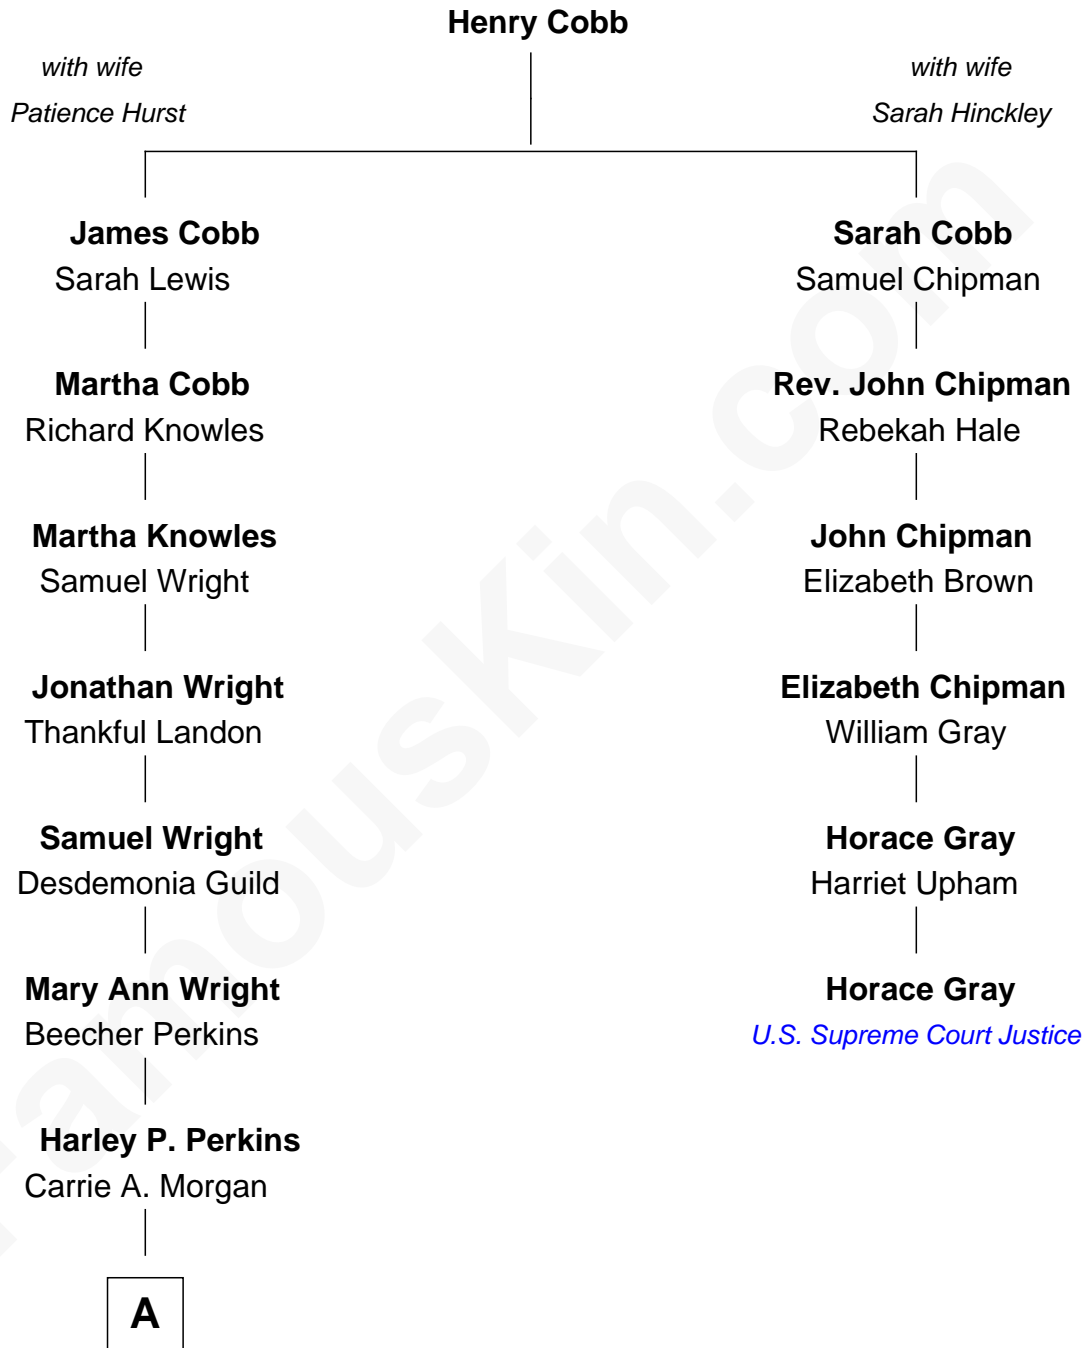 Henry Cobb
with wife
Patience Hurst
with wife
Sarah Hinckley
James Cobb
Sarah Lewis
Sarah Cobb
Samuel Chipman
Martha Cobb
Richard Knowles
Rev. John Chipman
Rebekah Hale
Martha Knowles
Samuel Wright
John Chipman
Elizabeth Brown
Jonathan Wright
Thankful Landon
Elizabeth Chipman
William Gray
Samuel Wright
Desdemonia Guild
Horace Gray
Harriet Upham
Mary Ann Wright
Beecher Perkins
Horace Gray
U.S. Supreme Court Justice
Harley P. Perkins
Carrie A. Morgan
A
FamousKin.com